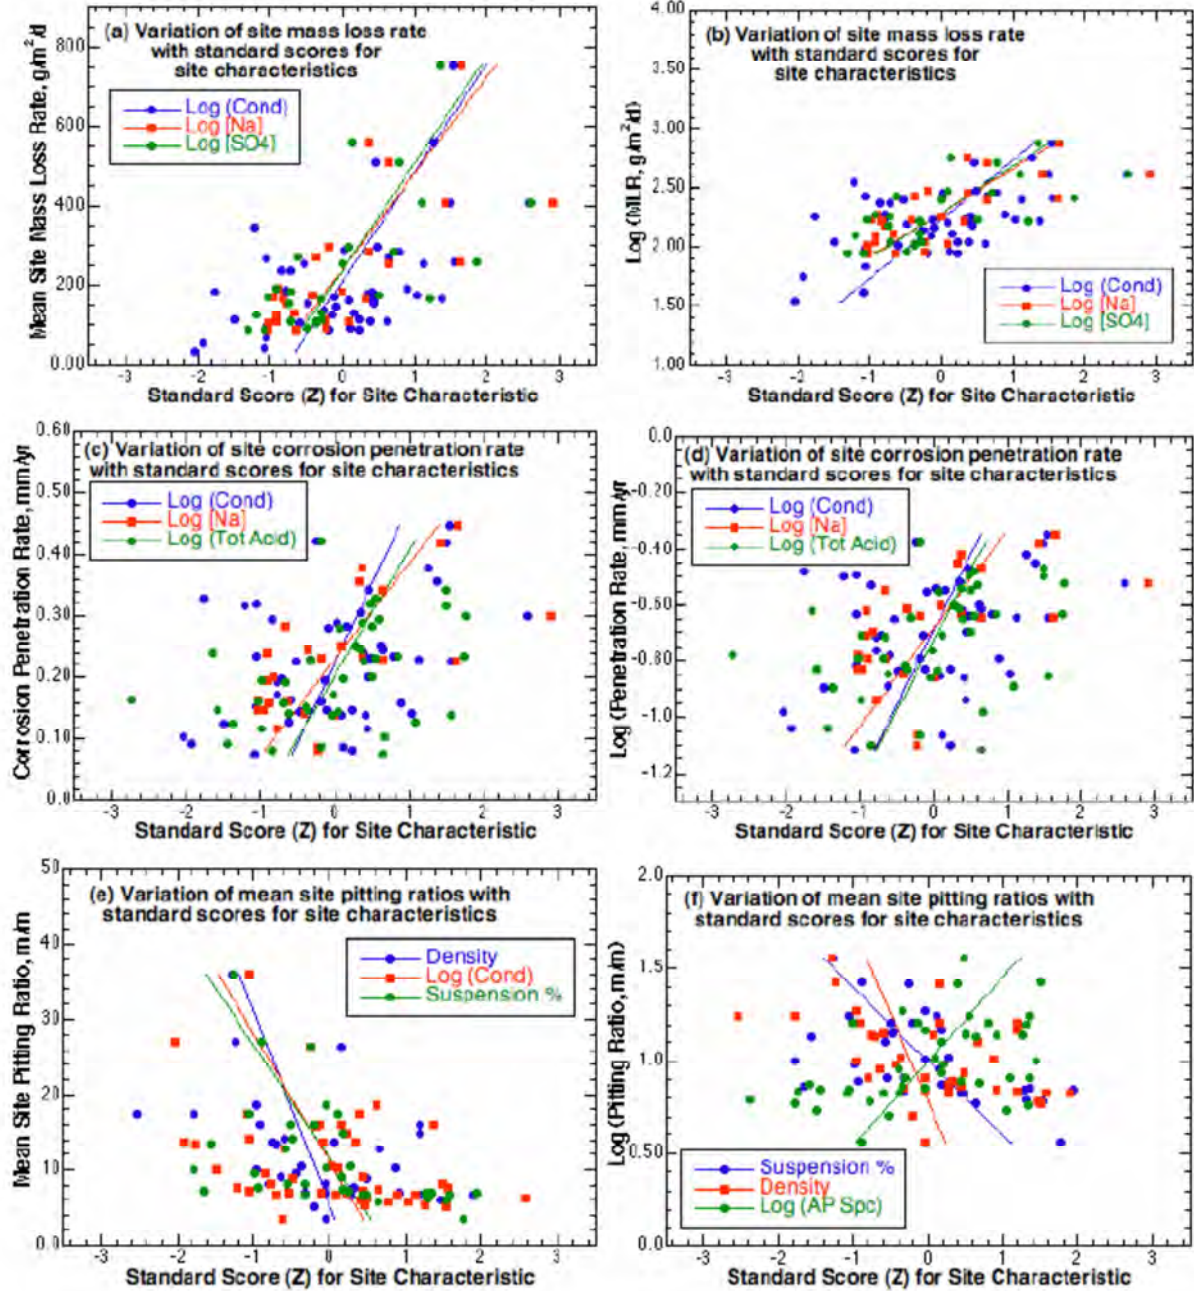 (a) Variation of site mass loss rate
with standard scores for
site characteristics
Log (Cond)
Log [Na]
Log [SO4]
Mean Site Mass Loss Rate, g/m²/d
800
600
400
200
0.00
-3 -2 -1 0 1 2 3
Standard Score (Z) for Site Characteristic
(b) Variation of site mass loss rate
with standard scores for
site characteristics
Log (Cond)
Log [Na]
Log [SO4]
Log (MLR, g/m²/d)
4.00
3.50
3.00
2.50
2.00
1.50
1.00
-3 -2 -1 0 1 2 3
Standard Score (Z) for Site Characteristic
(c) Variation of site corrosion penetration rate
with standard scores for site characteristics
Log (Cond)
Log [Na]
Log (Tot Acid)
Corrosion Penetration Rate, mm/yr
0.60
0.50
0.40
0.30
0.20
0.10
0.0
-3 -2 -1 0 1 2 3
Standard Score (Z) for Site Characteristic
(d) Variation of site corrosion penetration rate
with standard scores for site characteristics
Log (Cond)
Log [Na]
Log (Tot Acid)
Log (Penetration Rate, mm/yr
0.0
-0.20
-0.40
-0.60
-0.80
-1.0
-1.2
-3 -2 -1 0 1 2 3
Standard Score (Z) for Site Characteristic
(e) Variation of mean site pitting ratios with
standard scores for site characteristics
Density
Log (Cond)
Suspension %
Mean Site Pitting Ratio, m/m
50
40
30
20
10
0.0
-3 -2 -1 0 1 2 3
Standard Score (Z) for Site Characteristic
(f) Variation of mean site pitting ratios with
standard scores for site characteristics
Suspension %
Density
Log (AP Spc)
Log (Pitting Ratio, m/m)
2.0
1.5
1.0
0.50
0.0
-3 -2 -1 0 1 2 3
Standard Score (Z) for Site Characteristic